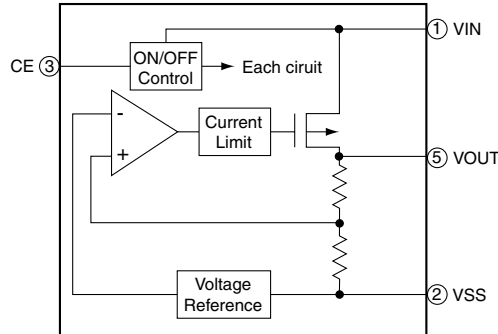 ① VIN
CE ③
ON/OFF
Control
Each ciruit
-
+
Current
Limit
⑤ VOUT
Voltage
Reference
② VSS